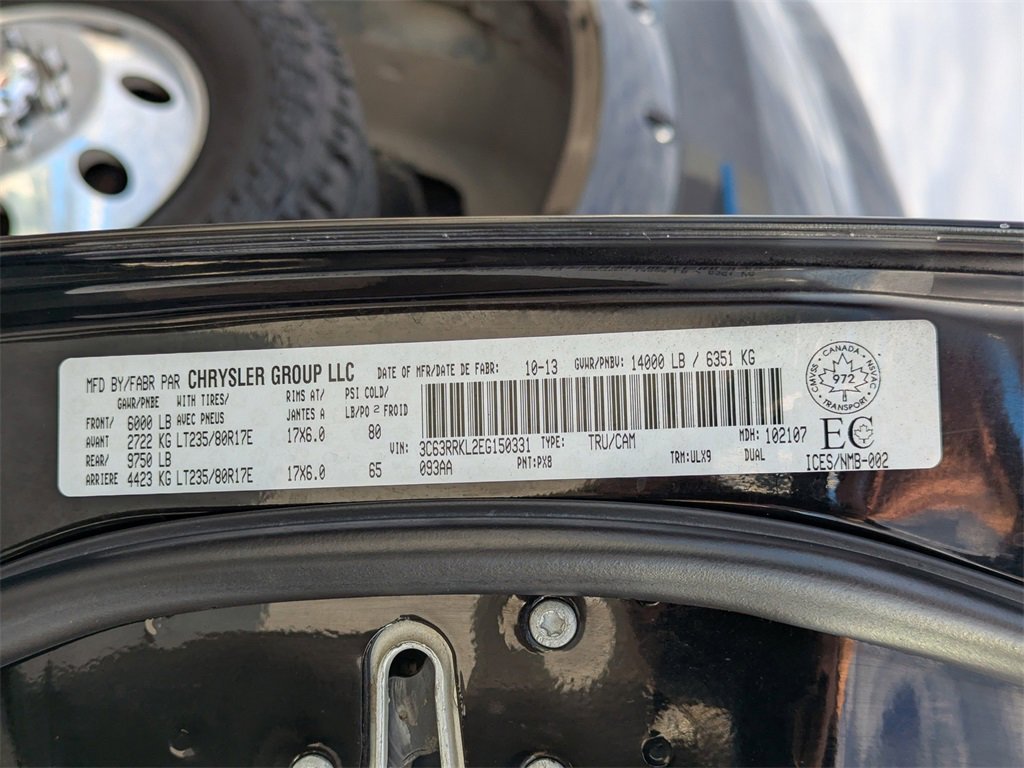 MFD BY/FABR PAR CHRYSLER GROUP LLC DATE OF MFR/DATE DE FABR: 10-13 GVWR/PNBV: 14000 LB / 6351 KG
GAWR/PNBE WITH TIRES/ RIMS AT/ PSI COLD/
FRONT/ 6000 LB AVEC PNEUS JANTES A LB/PO² FROID
AVANT 2722 KG LT235/80R17E 17X6.0 80
REAR/ 9750 LB
ARRIERE 4423 KG LT235/80R17E 17X6.0 65
VIN: 3C63RRKL2EG150331 TYPE: TRU/CAM MDH: 102107
093AA PNT:PX8 TRM:ULX9 DUAL
CANADA
CMVSS 972 NSVAC
TRANSPORT
EC
ICES/NMB-002